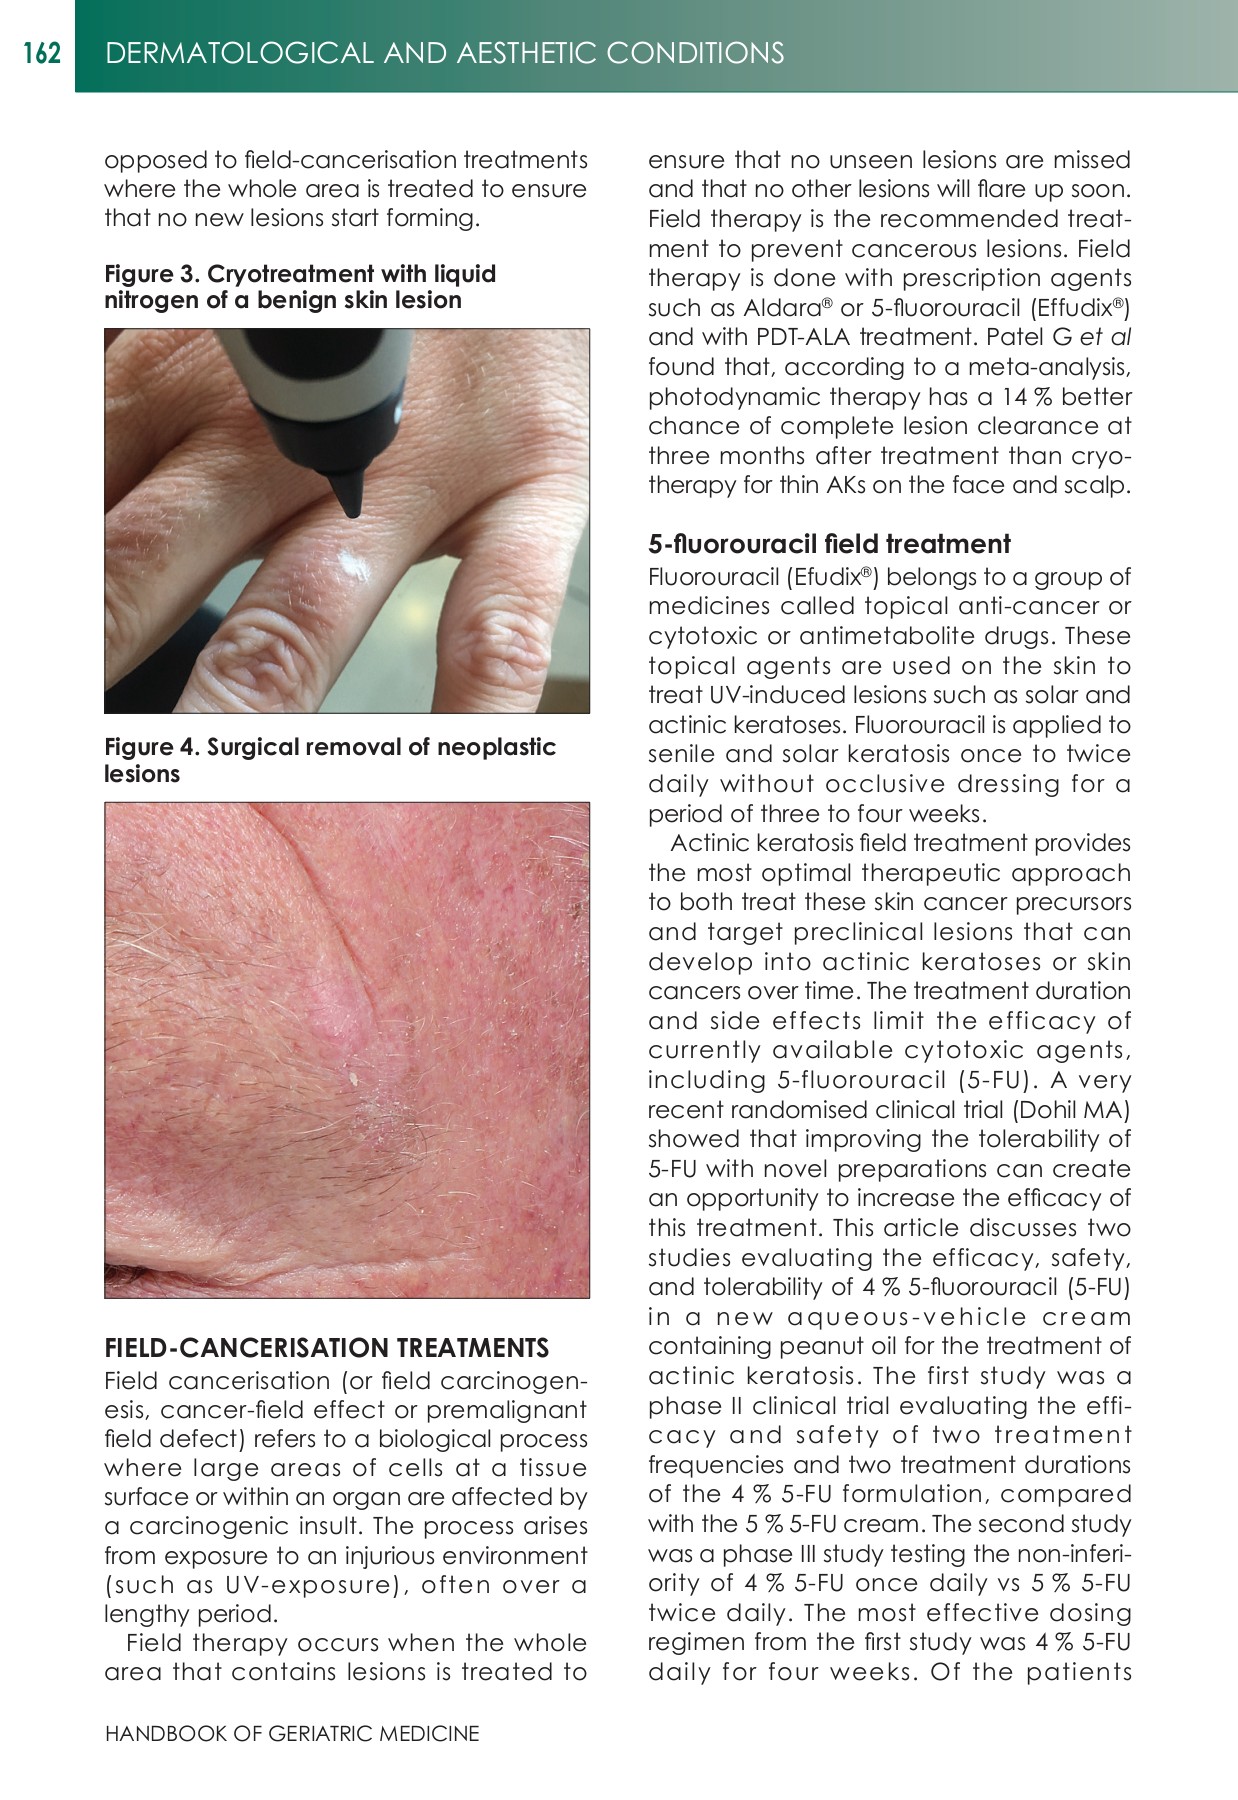 162
DERMATOLOGICAL AND AESTHETIC CONDITIONS
opposed to field-cancerisation treatments
where the whole area is treated to ensure
that no new lesions start forming.
Figure 3. Cryotreatment with liquid
nitrogen of a benign skin lesion
Figure 4. Surgical removal of neoplastic
lesions
FIELD-CANCERISATION TREATMENTS
Field cancerisation (or field carcinogen-
esis, cancer-field effect or premalignant
field defect) refers to a biological process
where large areas of cells at a tissue
surface or within an organ are affected by
a carcinogenic insult. The process arises
from exposure to an injurious environment
(such as UV-exposure), often over a
lengthy period.
Field therapy occurs when the whole
area that contains lesions is treated to
ensure that no unseen lesions are missed
and that no other lesions will flare up soon.
Field therapy is the recommended treat-
ment to prevent cancerous lesions. Field
therapy is done with prescription agents
such as Aldara® or 5-fluorouracil (Effudix®)
and with PDT-ALA treatment. Patel G et al
found that, according to a meta-analysis,
photodynamic therapy has a 14 % better
chance of complete lesion clearance at
three months after treatment than cryo-
therapy for thin AKs on the face and scalp.
5-fluorouracil field treatment
Fluorouracil (Efudix®) belongs to a group of
medicines called topical anti-cancer or
cytotoxic or antimetabolite drugs. These
topical agents are used on the skin to
treat UV-induced lesions such as solar and
actinic keratoses. Fluorouracil is applied to
senile and solar keratosis once to twice
daily without occlusive dressing for a
period of three to four weeks.
Actinic keratosis field treatment provides
the most optimal therapeutic approach
to both treat these skin cancer precursors
and target preclinical lesions that can
develop into actinic keratoses or skin
cancers over time. The treatment duration
and side effects limit the efficacy of
currently available cytotoxic agents,
including 5-fluorouracil (5-FU). A very
recent randomised clinical trial (Dohil MA)
showed that improving the tolerability of
5-FU with novel preparations can create
an opportunity to increase the efficacy of
this treatment. This article discusses two
studies evaluating the efficacy, safety,
and tolerability of 4 % 5-fluorouracil (5-FU)
in a new aqueous-vehicle cream
containing peanut oil for the treatment of
actinic keratosis. The first study was a
phase II clinical trial evaluating the effi-
cacy and safety of two treatment
frequencies and two treatment durations
of the 4 % 5-FU formulation, compared
with the 5 % 5-FU cream. The second study
was a phase III study testing the non-inferi-
ority of 4 % 5-FU once daily vs 5 % 5-FU
twice daily. The most effective dosing
regimen from the first study was 4 % 5-FU
daily for four weeks. Of the patients
HANDBOOK OF GERIATRIC MEDICINE